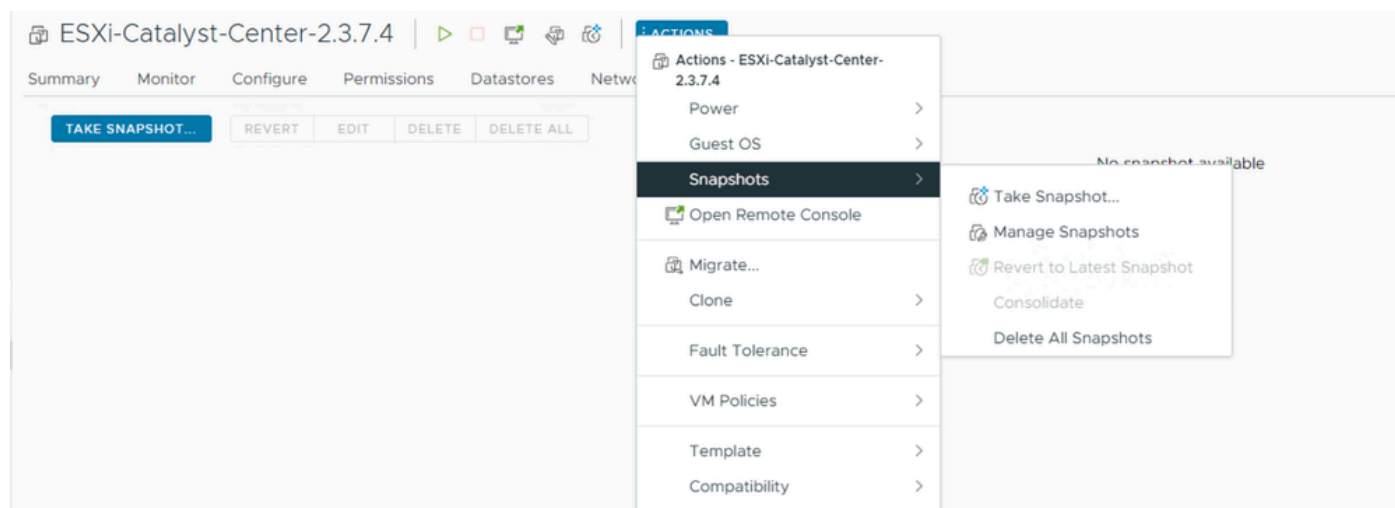 ESXi-Catalyst-Center-2.3.7.4
ACTIONS
Summary Monitor Configure Permissions Datastores
TAKE SNAPSHOT... REVERT EDIT DELETE DELETE ALL
No snapshot available
Actions - ESXi-Catalyst-Center-
2.3.7.4
Power
Guest OS
Snapshots
Open Remote Console
Migrate...
Clone
Fault Tolerance
VM Policies
Template
Compatibility
Take Snapshot...
Manage Snapshots
Revert to Latest Snapshot
Consolidate
Delete All Snapshots